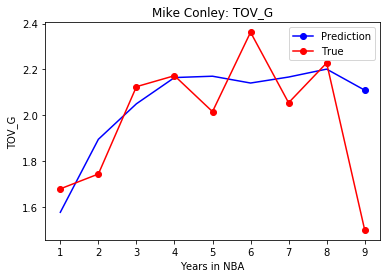 Mike Conley: TOV_G
Prediction
True
TOV_G
2.4
2.2
2.0
1.8
1.6
1 2 3 4 5 6 7 8 9
Years in NBA